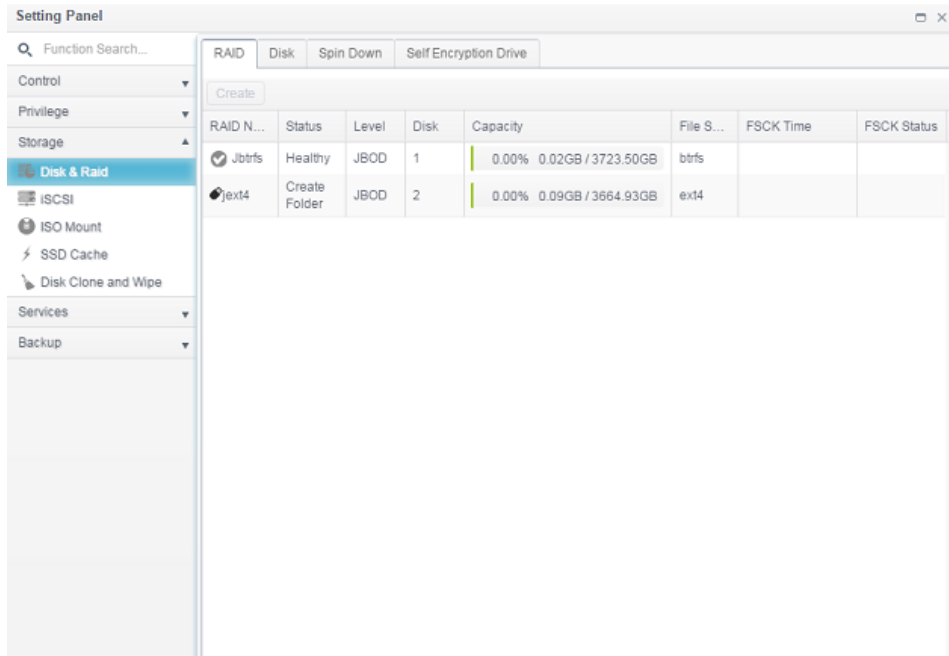 Setting Panel
Function Search...
Control
Privilege
Storage
Disk & Raid
iSCSI
ISO Mount
SSD Cache
Disk Clone and Wipe
Services
Backup
RAID Disk Spin Down Self Encryption Drive
Create
RAID N... Status Level Disk Capacity File S... FSCK Time FSCK Status
Jbtrfs Healthy JBOD 1 0.00% 0.02GB / 3723.50GB btrfs
jext4 Create Folder JBOD 2 0.00% 0.09GB / 3664.93GB ext4